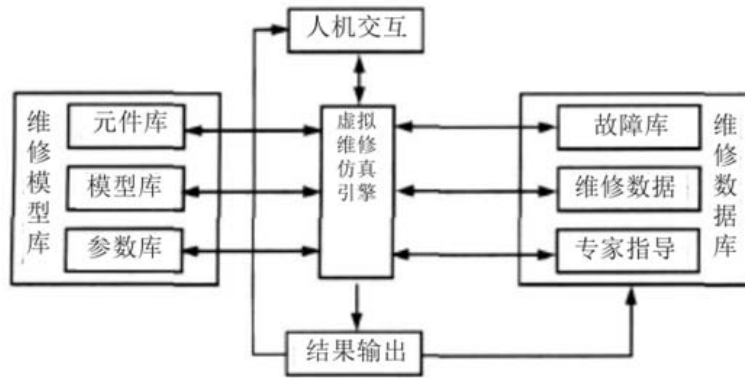 人机交互
维修模型库
元件库
模型库
参数库
虚拟
维修
仿真
引擎
故障库
维修数据
专家指导
维修数据库
结果输出